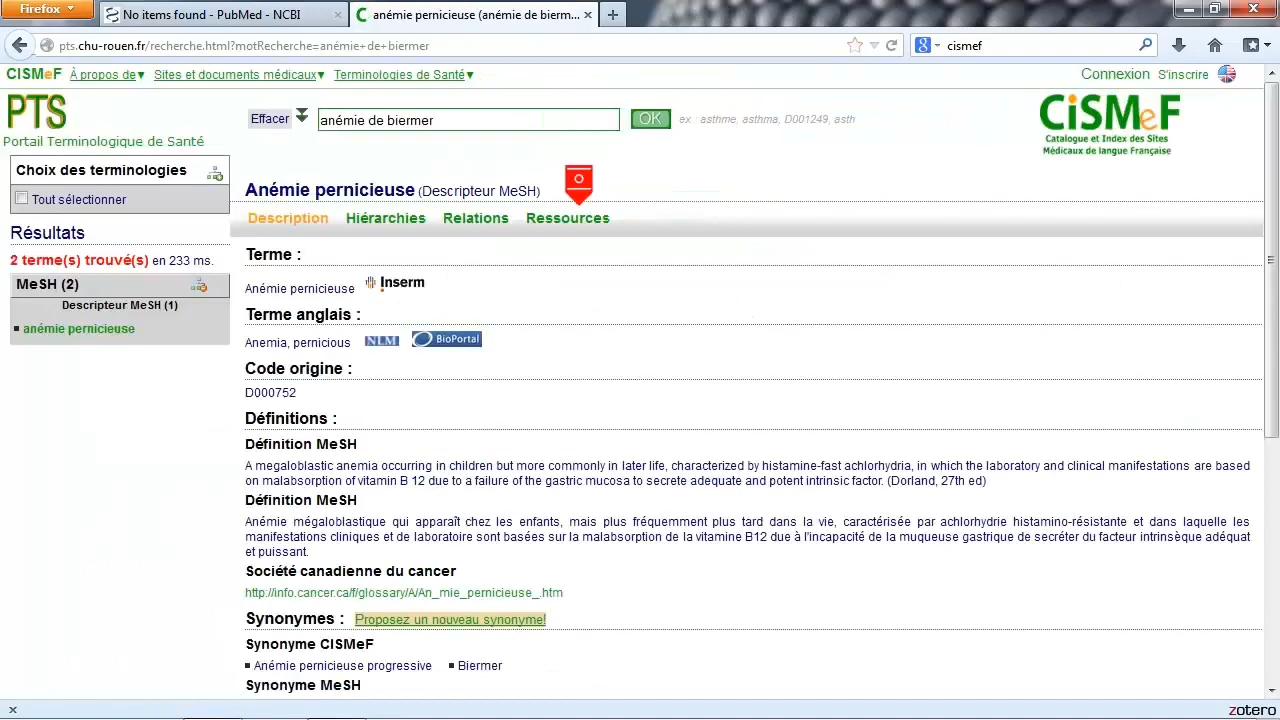 Firefox
No items found - PubMed - NCBI
anémie pernicieuse (anémie de bierm...
pts.chu-rouen.fr/recherche.html?motRecherche=anémie+de+biermer
cismef
CISMeF À propos de Sites et documents médicaux Terminologies de Santé
Connexion S'inscrire
PTS
Portail Terminologique de Santé
Effacer
anémie de biermer
OK
ex : asthme, asthma, D001249, asth
CiSMeF
Catalogue et Index des Sites
Médicaux de langue Française
Choix des terminologies
Tout sélectionner
Résultats
2 terme(s) trouvé(s) en 233 ms.
MeSH (2)
Descripteur MeSH (1)
anémie pernicieuse
Anémie pernicieuse (Descripteur MeSH)
Description Hiérarchies Relations Ressources
Terme :
Anémie pernicieuse Inserm
Terme anglais :
Anemia, pernicious NLM BioPortal
Code origine :
D000752
Définitions :
Définition MeSH
A megaloblastic anemia occurring in children but more commonly in later life, characterized by histamine-fast achlorhydria, in which the laboratory and clinical manifestations are based
on malabsorption of vitamin B 12 due to a failure of the gastric mucosa to secrete adequate and potent intrinsic factor. (Dorland, 27th ed)
Définition MeSH
Anémie mégaloblastique qui apparaît chez les enfants, mais plus fréquemment plus tard dans la vie, caractérisée par achlorhydrie histamino-résistante et dans laquelle les
manifestations cliniques et de laboratoire sont basées sur la malabsorption de la vitamine B12 due à l'incapacité de la muqueuse gastrique de secréter du facteur intrinsèque adéquat
et puissant.
Société canadienne du cancer
http://info.cancer.ca/f/glossary/A/An_mie_pernicieuse_.htm
Synonymes : Proposez un nouveau synonyme!
Synonyme CISMeF
Anémie pernicieuse progressive Biermer
Synonyme MeSH
zotero